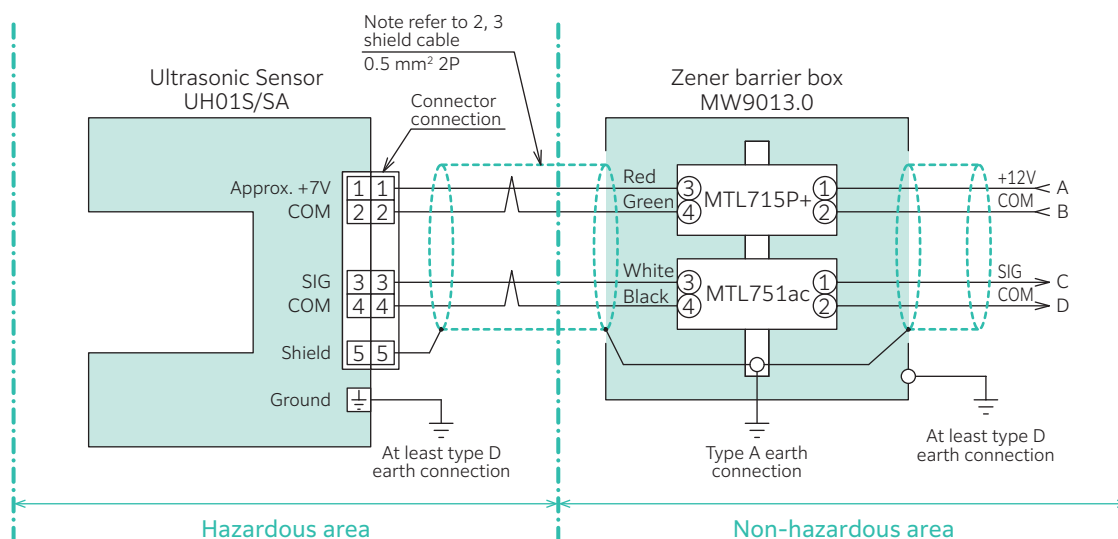 Note refer to 2, 3
shield cable
0.5 mm² 2P
Ultrasonic Sensor
UH01S/SA
Connector
connection
Zener barrier box
MW9013.0
Approx. +7V
1 1
Red
3
MTL715P+
1
+12V
A
COM
2 2
Green
4
2
COM
B
SIG
3 3
White
3
MTL751ac
1
SIG
C
COM
4 4
Black
4
2
COM
D
Shield
5 5
Ground
At least type D
earth connection
Type A earth
connection
At least type D
earth connection
Hazardous area
Non-hazardous area